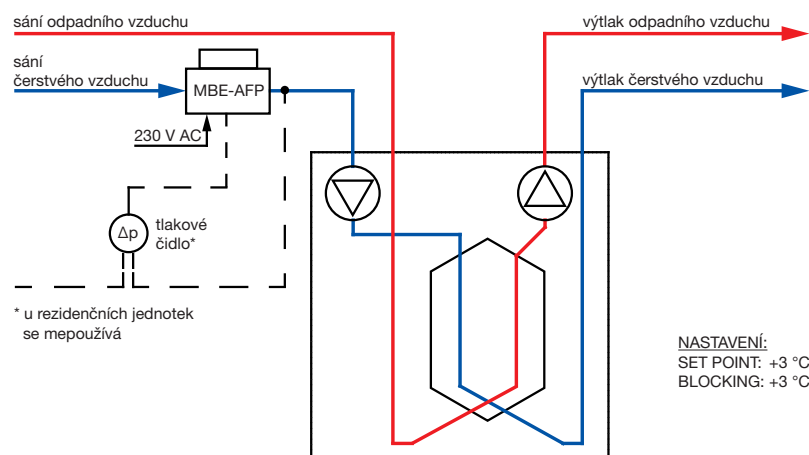 sání odpadního vzduchu
výtlak odpadního vzduchu
sání
čerstvého vzduchu
MBE-AFP
výtlak čerstvého vzduchu
230 V AC
Δp
tlakové
čidlo*
* u rezidenčních jednotek
se mepoužívá
NASTAVENÍ:
SET POINT: +3 °C
BLOCKING: +3 °C